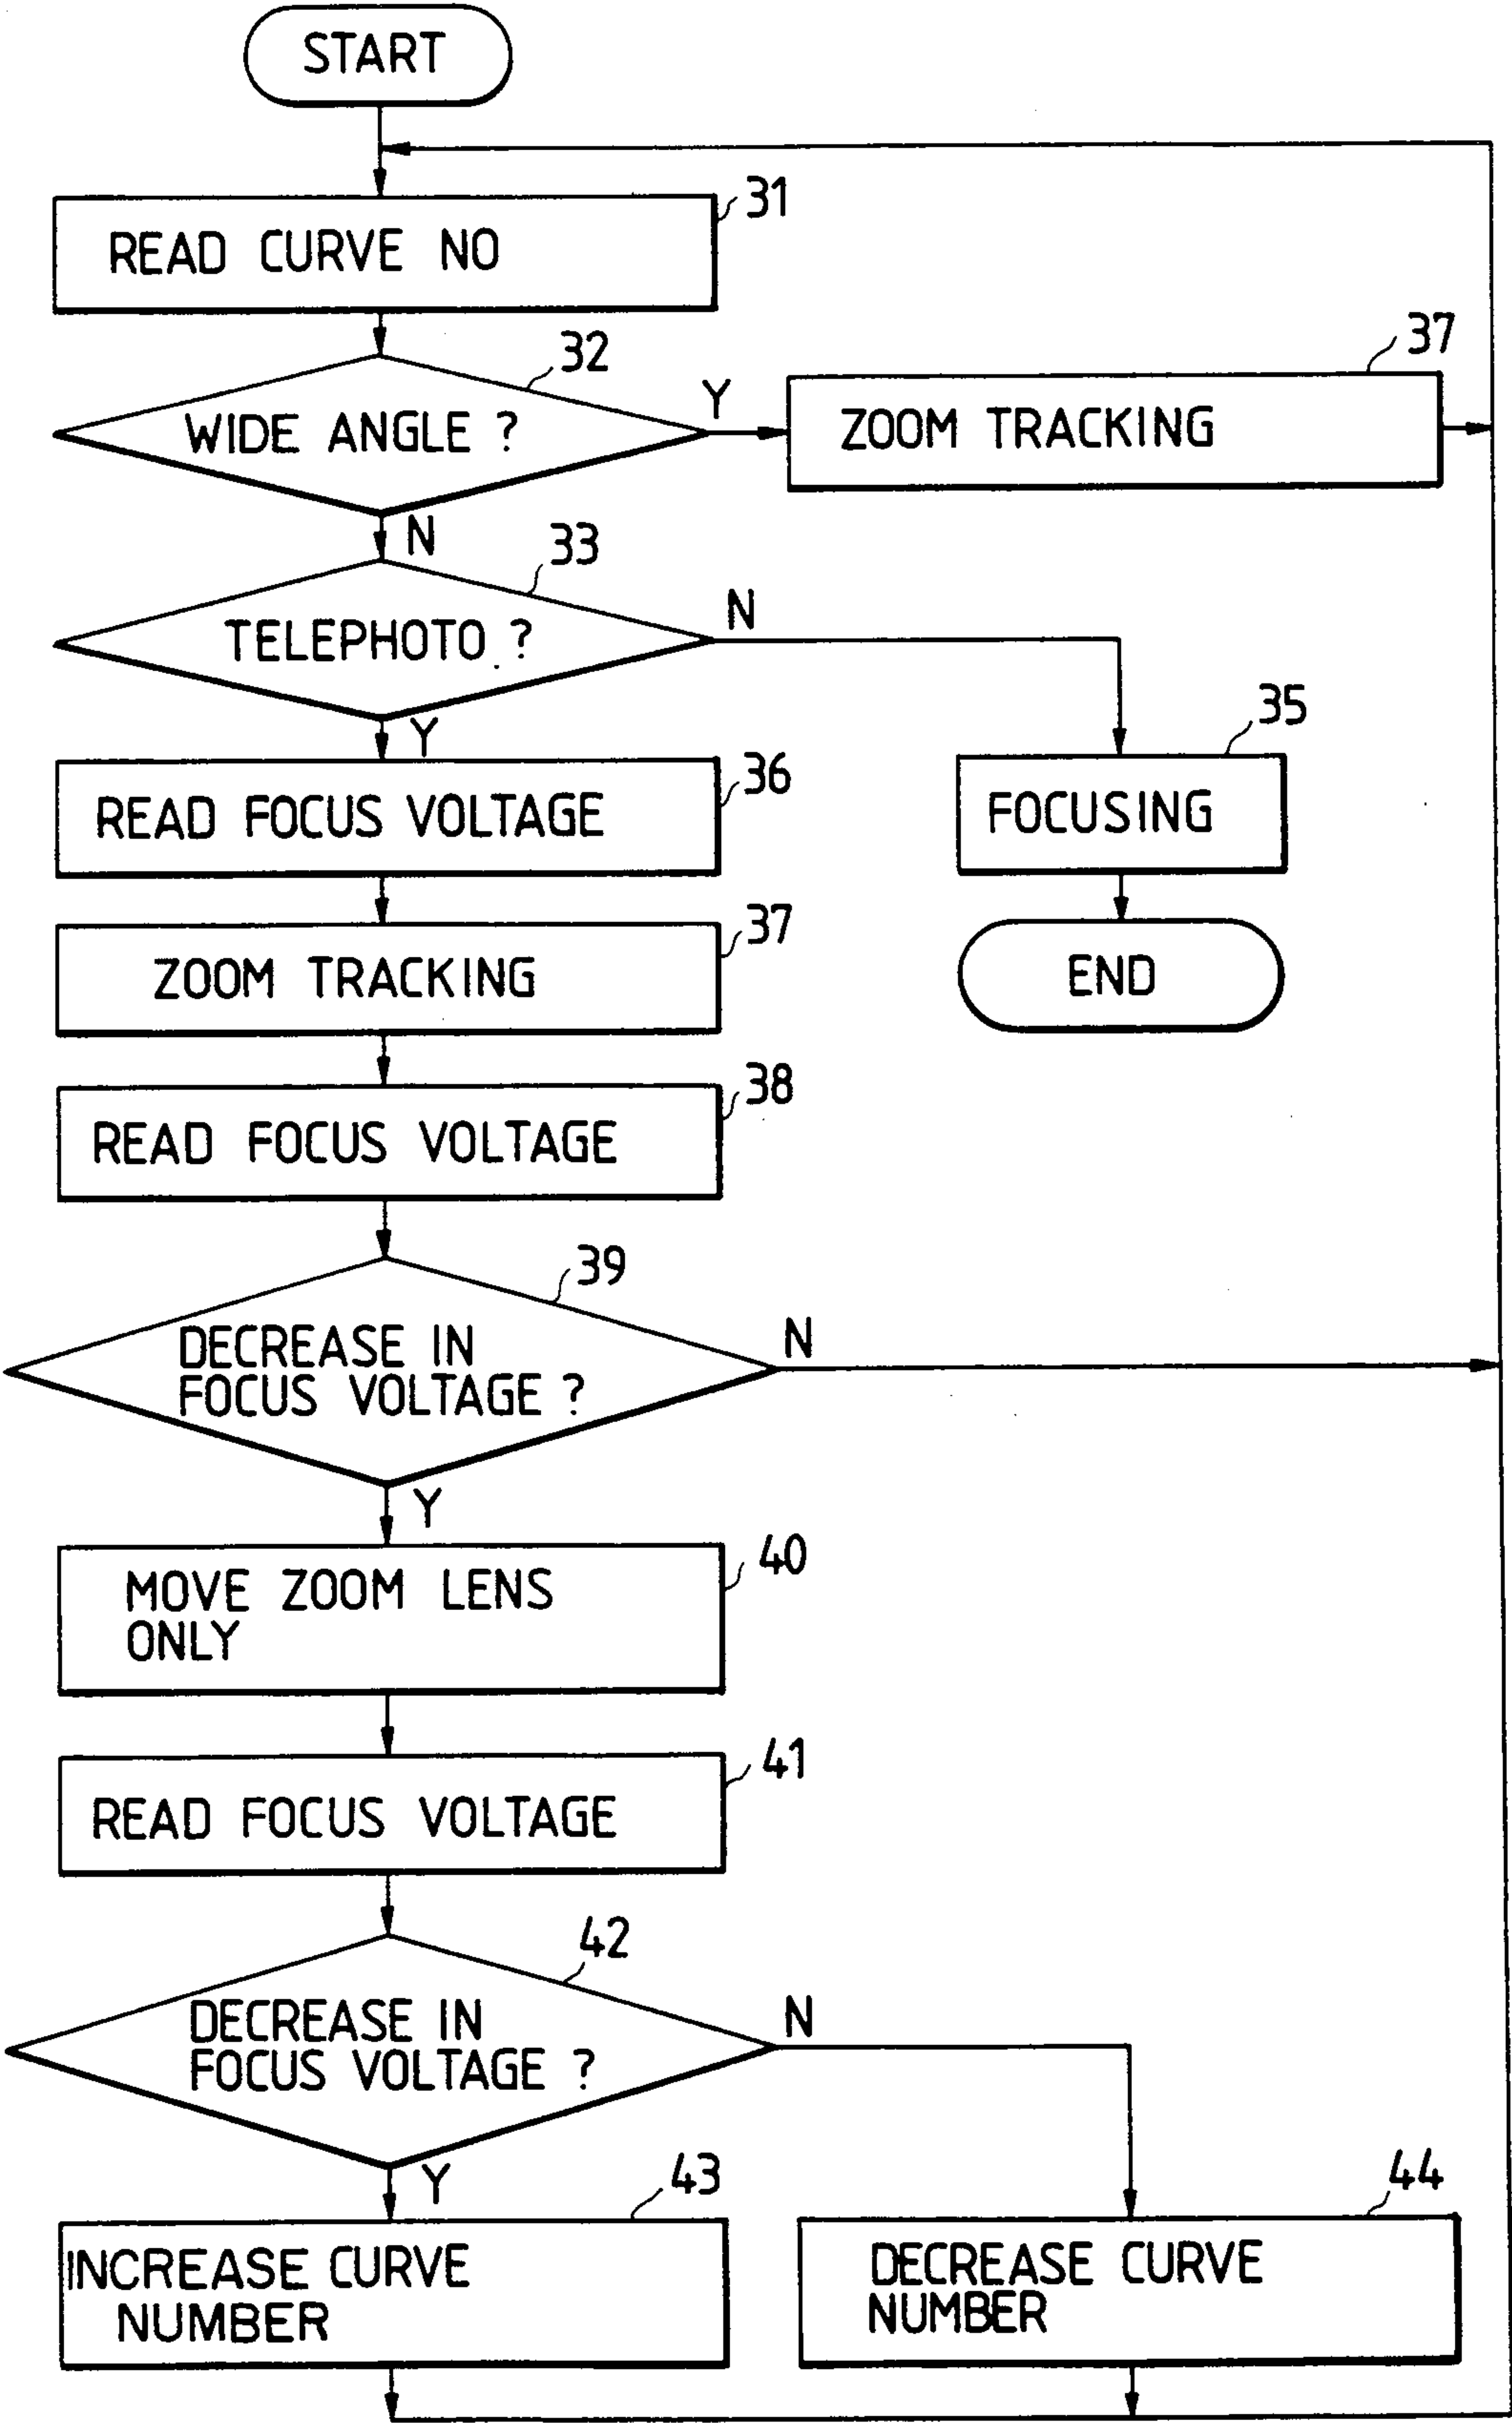 START
31
READ CURVE NO
32
WIDE ANGLE ?
Y
37
ZOOM TRACKING
N
33
TELEPHOTO ?
N
Y
35
FOCUSING
36
READ FOCUS VOLTAGE
37
ZOOM TRACKING
END
38
READ FOCUS VOLTAGE
39
DECREASE IN
FOCUS VOLTAGE ?
N
Y
40
MOVE ZOOM LENS
ONLY
41
READ FOCUS VOLTAGE
42
DECREASE IN
FOCUS VOLTAGE ?
N
Y
43
INCREASE CURVE
NUMBER
44
DECREASE CURVE
NUMBER